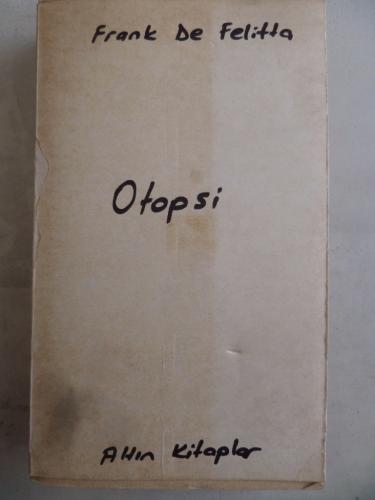 Frank De Felitta
Otopsi
Altın Kitaplar